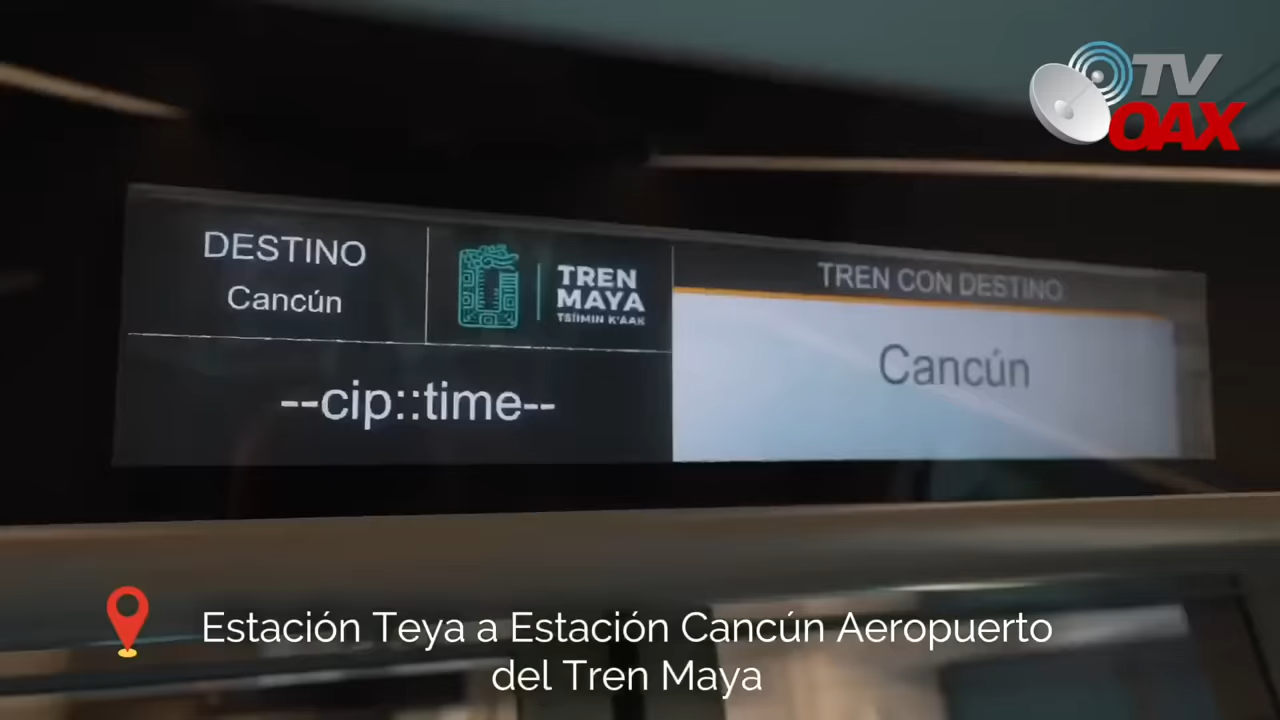 TV
OAX
DESTINO
Cancún
TREN
MAYA
TSÍIMIN K'ÁAK
TREN CON DESTINO
Cancún
--cip::time--
Estación Teya a Estación Cancún Aeropuerto
del Tren Maya